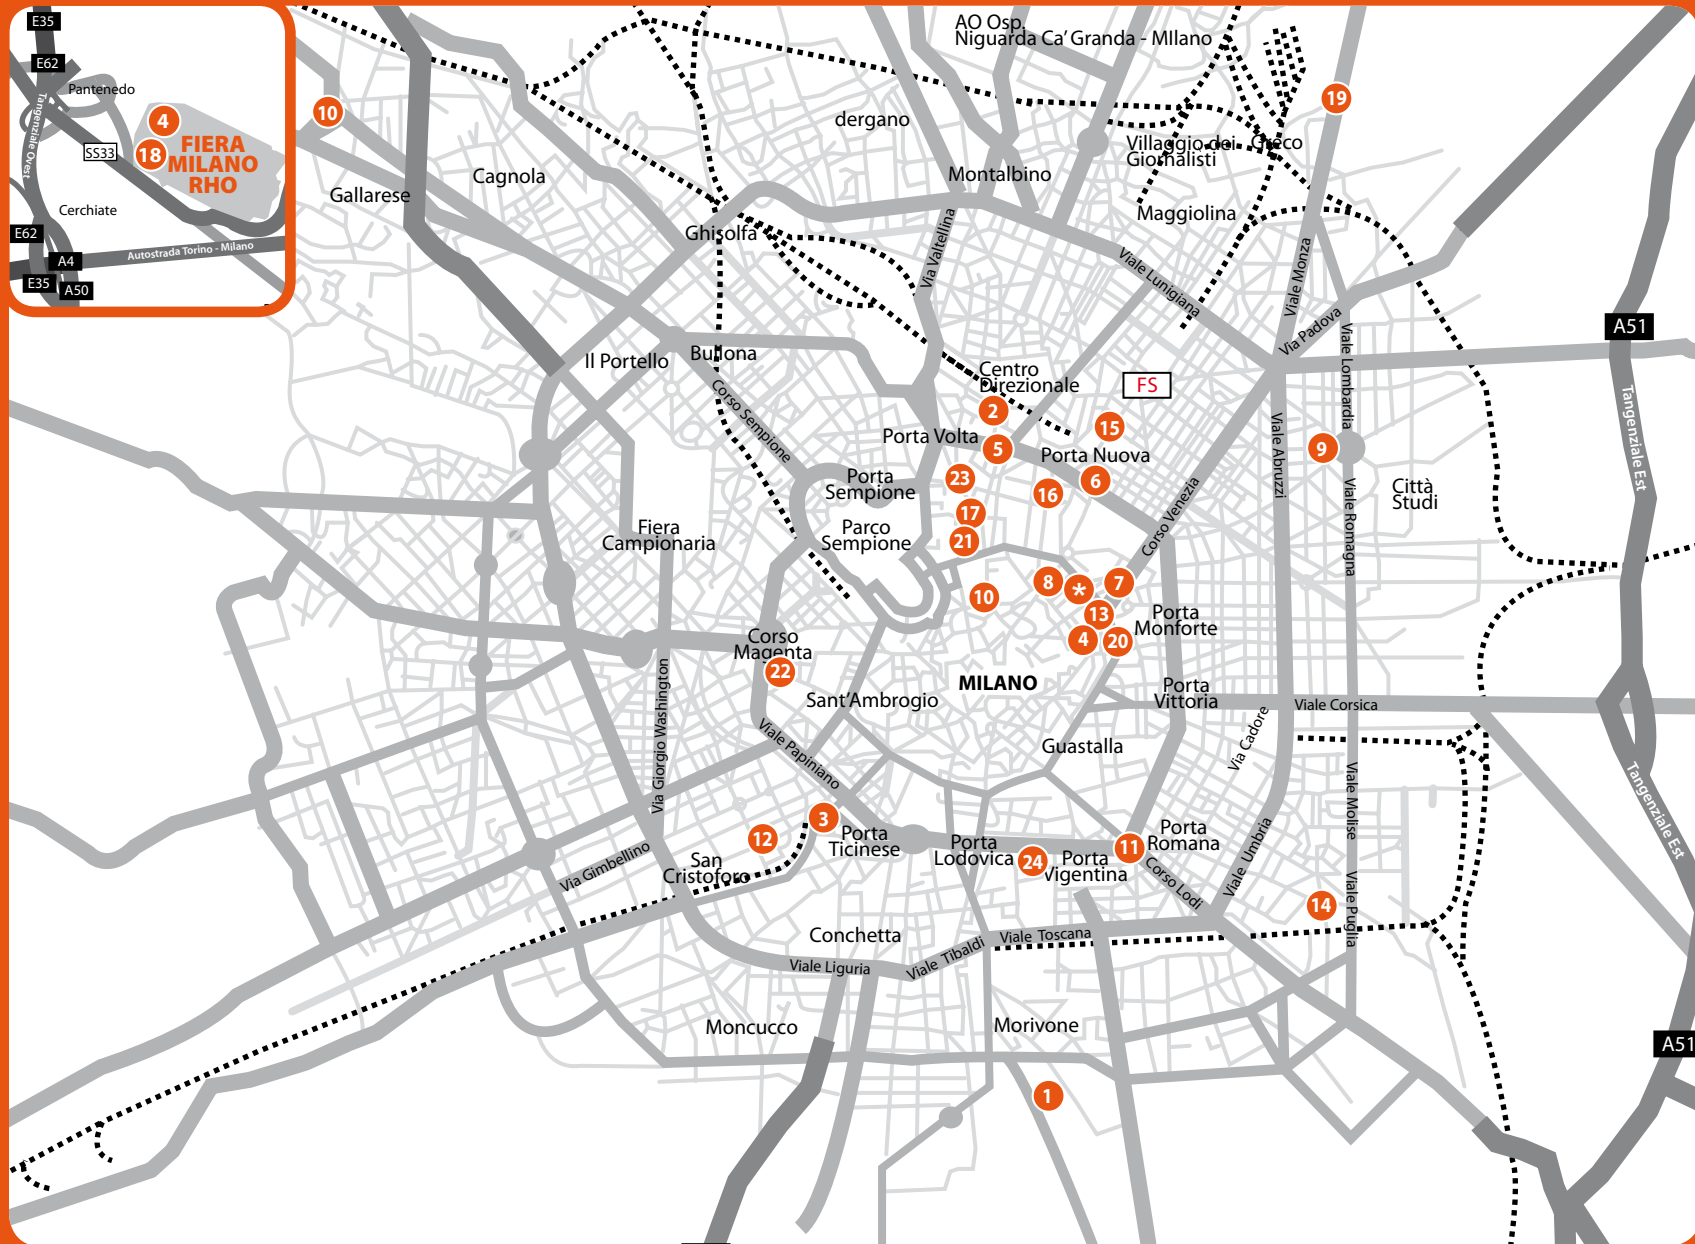 E35
E62
Pantenedo
Tangenziale Ovest
4
18
FIERA
MILANO
RHO
SS33
Cerchiate
E62
A4
E35
A50
Autostrada Torino - Milano
10
Gallarese
Cagnola
AO Osp.
Niguarda Ca' Granda - MIlano
dergano
Montalbino
Villaggio dei
Giornalisti
Greco
19
Maggiolina
Ghisolfa
Via Valtellina
Viale Lunigiana
Viale Monza
Via Padova
Viale Lombardia
A51
Tangenziale Est
Il Portello
Bullona
Corso Sempione
Centro
Direzionale
FS
2
15
Porta Volta
5
Porta Nuova
9
Viale Abruzzi
Porta
Sempione
23
16
6
Città
Studi
Viale Romagna
Corso Venezia
Fiera
Campionaria
Parco
Sempione
17
21
8
*
7
10
13
Porta
Monforte
4
20
Corso
Magenta
22
MILANO
Sant'Ambrogio
Porta
Vittoria
Viale Corsica
Via Giorgio Washington
Viale Papiniano
Guastalla
Via Cadore
Viale Molise
Tangenziale Est
3
12
Porta
Ticinese
Porta
Lodovica
24
Porta
Vigentina
11
Porta
Romana
Viale Umbria
Via Gimbellino
San
Cristoforo
Corso Lodi
14
Viale Puglia
Conchetta
Viale Liguria
Viale Tibaldi
Viale Toscana
Moncucco
Morivone
A51
1